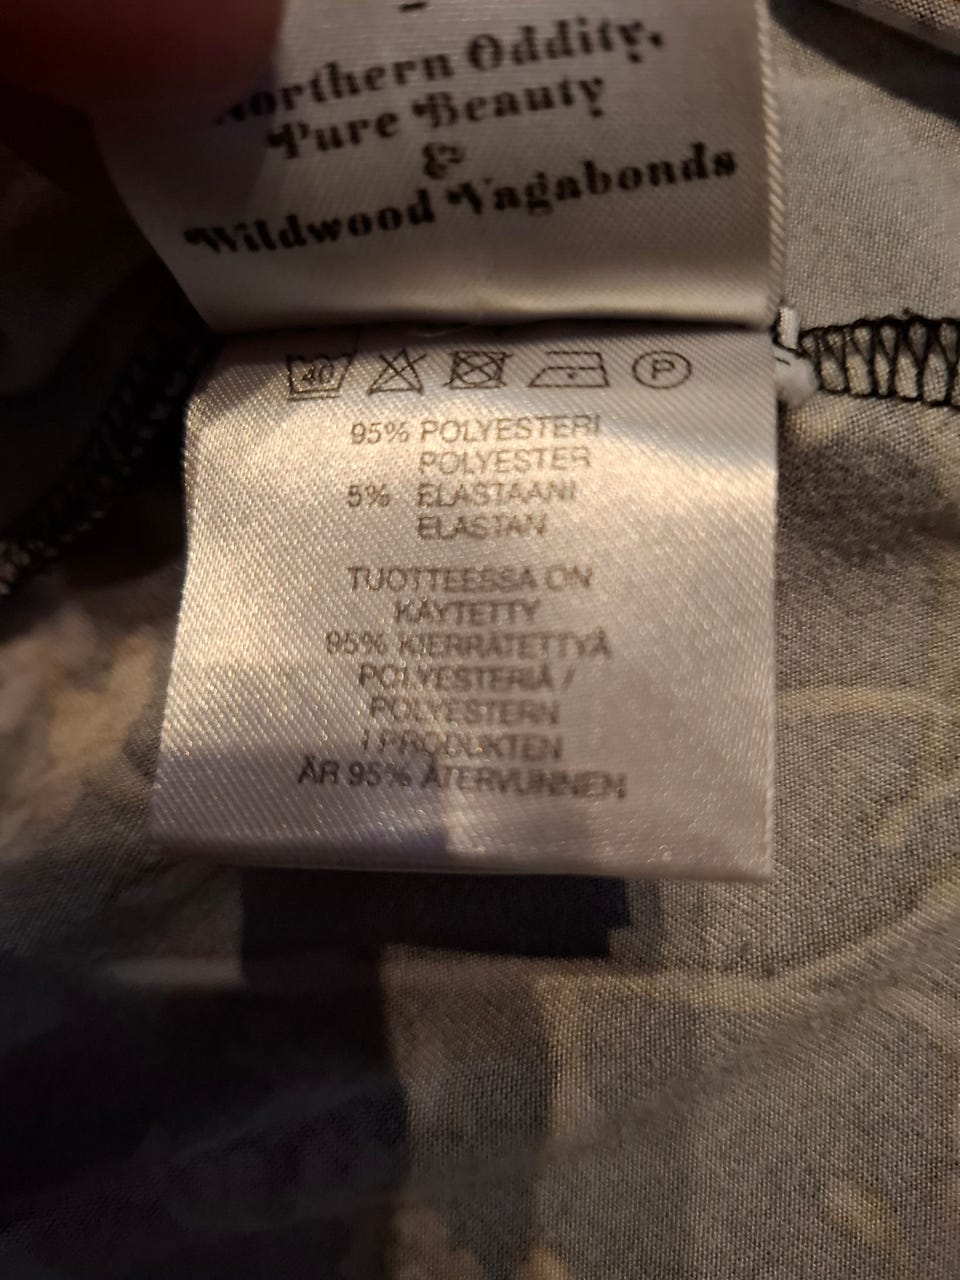 Northern Oddity,
Pure Beauty
&
Wildwood Vagabonds
40 P
95% POLYESTERI
POLYESTER
5% ELASTAANI
ELASTAN
TUOTTEESSA ON
KÄYTETTY
95% KIERRÄTETTYÄ
POLYESTERIÄ /
POLYESTERN
I PRODUKTEN
ÄR 95% ÅTERVUNNEN